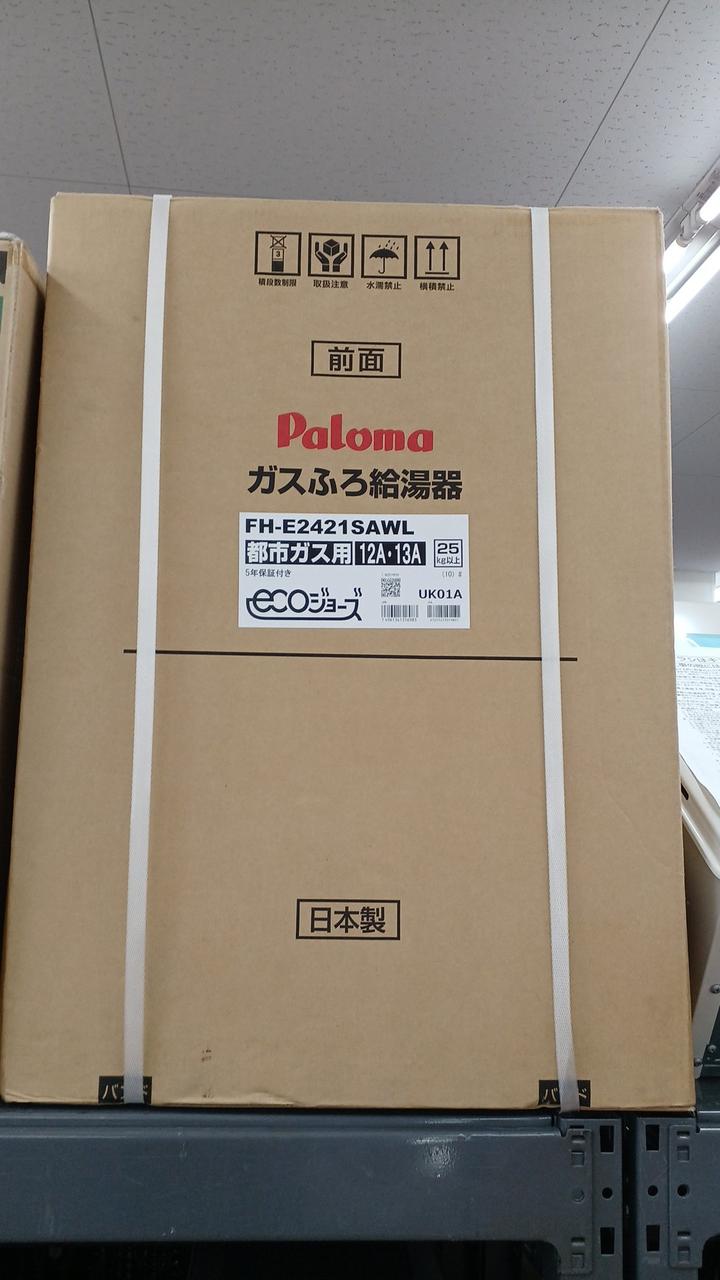 3
積段数制限 取扱注意 水濡禁止 横積禁止
前面
Paloma
ガスふろ給湯器
FH-E2421SAWL
都市ガス用 12A・13A 25kg以上
5年保証付き
ecoジョーズ
UK01A
日本製
バンド バンド